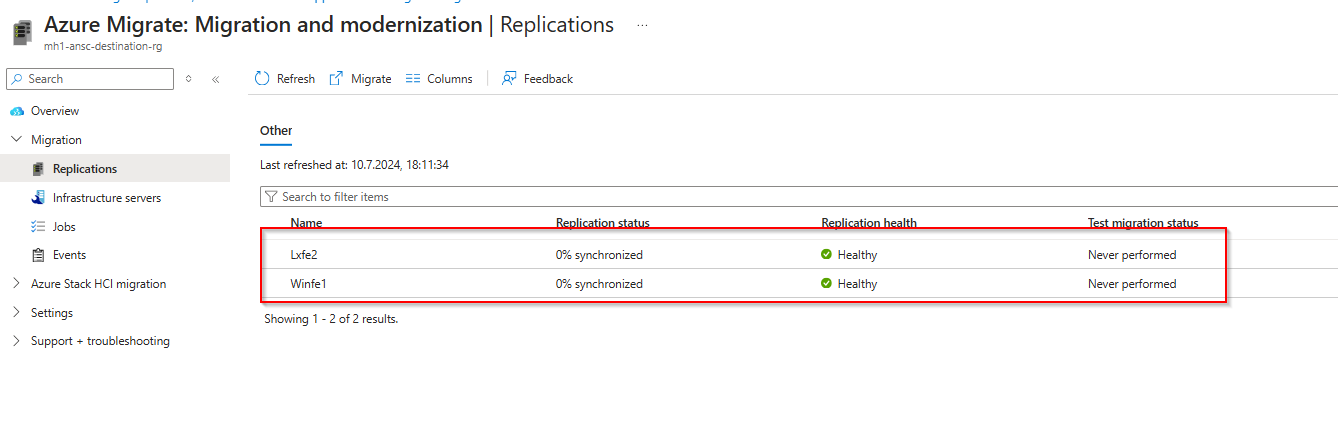 Azure Migrate: Migration and modernization | Replications ...
mh1-ansc-destination-rg
Search
Refresh Migrate Columns Feedback
Overview
Migration
Replications
Infrastructure servers
Jobs
Events
Azure Stack HCI migration
Settings
Support + troubleshooting
Other
Last refreshed at: 10.7.2024, 18:11:34
Search to filter items
Name Replication status Replication health Test migration status
Lxfe2 0% synchronized Healthy Never performed
Winfe1 0% synchronized Healthy Never performed
Showing 1 - 2 of 2 results.